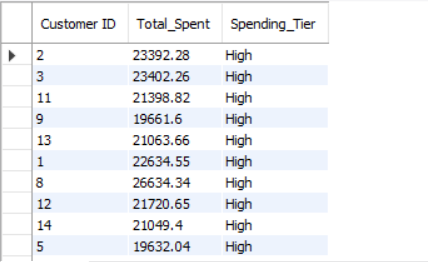 Customer ID Total_Spent Spending_Tier
2 23392.28 High
3 23402.26 High
11 21398.82 High
9 19661.6 High
13 21063.66 High
1 22634.55 High
8 26634.34 High
12 21720.65 High
14 21049.4 High
5 19632.04 High